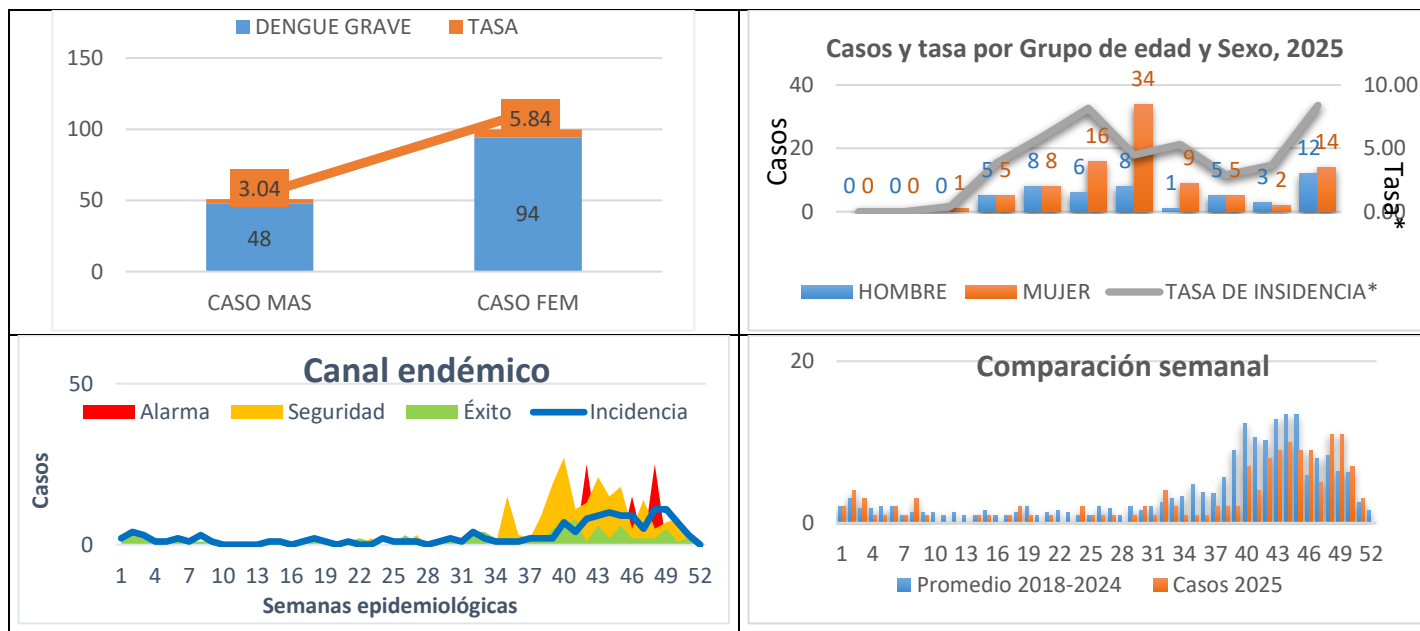 DENGUE GRAVE TASA
150
100
50
0
3.04
48
5.84
94
CASO MAS CASO FEM
Casos y tasa por Grupo de edad y Sexo, 2025
Casos
40
20
0
0 0 0 0 0 1 5 5 8 8 6 16 8 34 1 9 5 5 3 2 12 14
10.00
5.00
0.00
Tasa*
HOMBRE MUJER TASA DE INSIDENCIA*
Canal endémico
50
0
Alarma Seguridad Éxito Incidencia
Casos
1 4 7 10 13 16 19 22 25 28 31 34 37 40 43 46 49 52
Semanas epidemiológicas
Comparación semanal
20
0
1 4 7 10 13 16 19 22 25 28 31 34 37 40 43 46 49 52
Promedio 2018-2024 Casos 2025